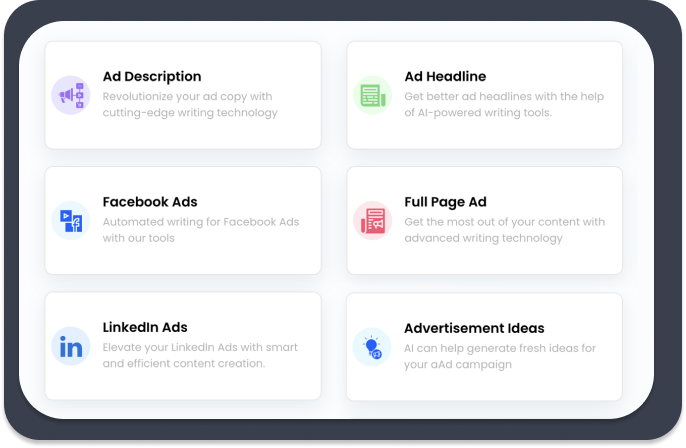 Ad Description
Revolutionize your ad copy with
cutting-edge writing technology
Ad Headline
Get better ad headlines with the help
of AI-powered writing tools.
Facebook Ads
Automated writing for Facebook Ads
with our tools
Full Page Ad
Get the most out of your content with
advanced writing technology
in
LinkedIn Ads
Elevate your LinkedIn Ads with smart
and efficient content creation.
Advertisement Ideas
AI can help generate fresh ideas for
your aAd campaign